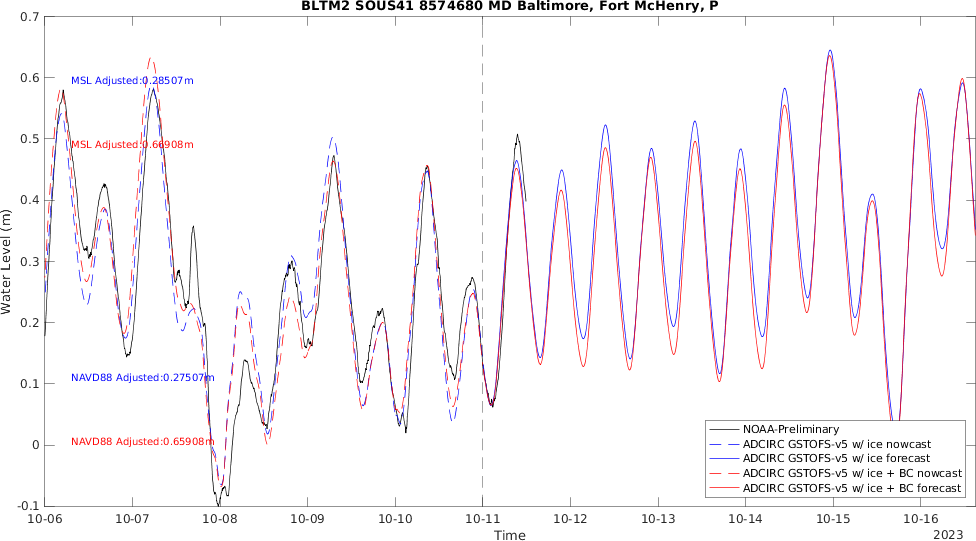 BLTM2 SOUS41 8574680 MD Baltimore, Fort McHenry, P
0.7
0.6
0.5
0.4
0.3
0.2
0.1
0
-0.1
Water Level (m)
MSL Adjusted:0.28507m
MSL Adjusted:0.66908m
NAVD88 Adjusted:0.27507m
NAVD88 Adjusted:0.65908m
NOAA-Preliminary
ADCIRC GSTOFS-v5 w/ ice nowcast
ADCIRC GSTOFS-v5 w/ ice forecast
ADCIRC GSTOFS-v5 w/ ice + BC nowcast
ADCIRC GSTOFS-v5 w/ ice + BC forecast
10-06 10-07 10-08 10-09 10-10 10-11 10-12 10-13 10-14 10-15 10-16
Time
2023